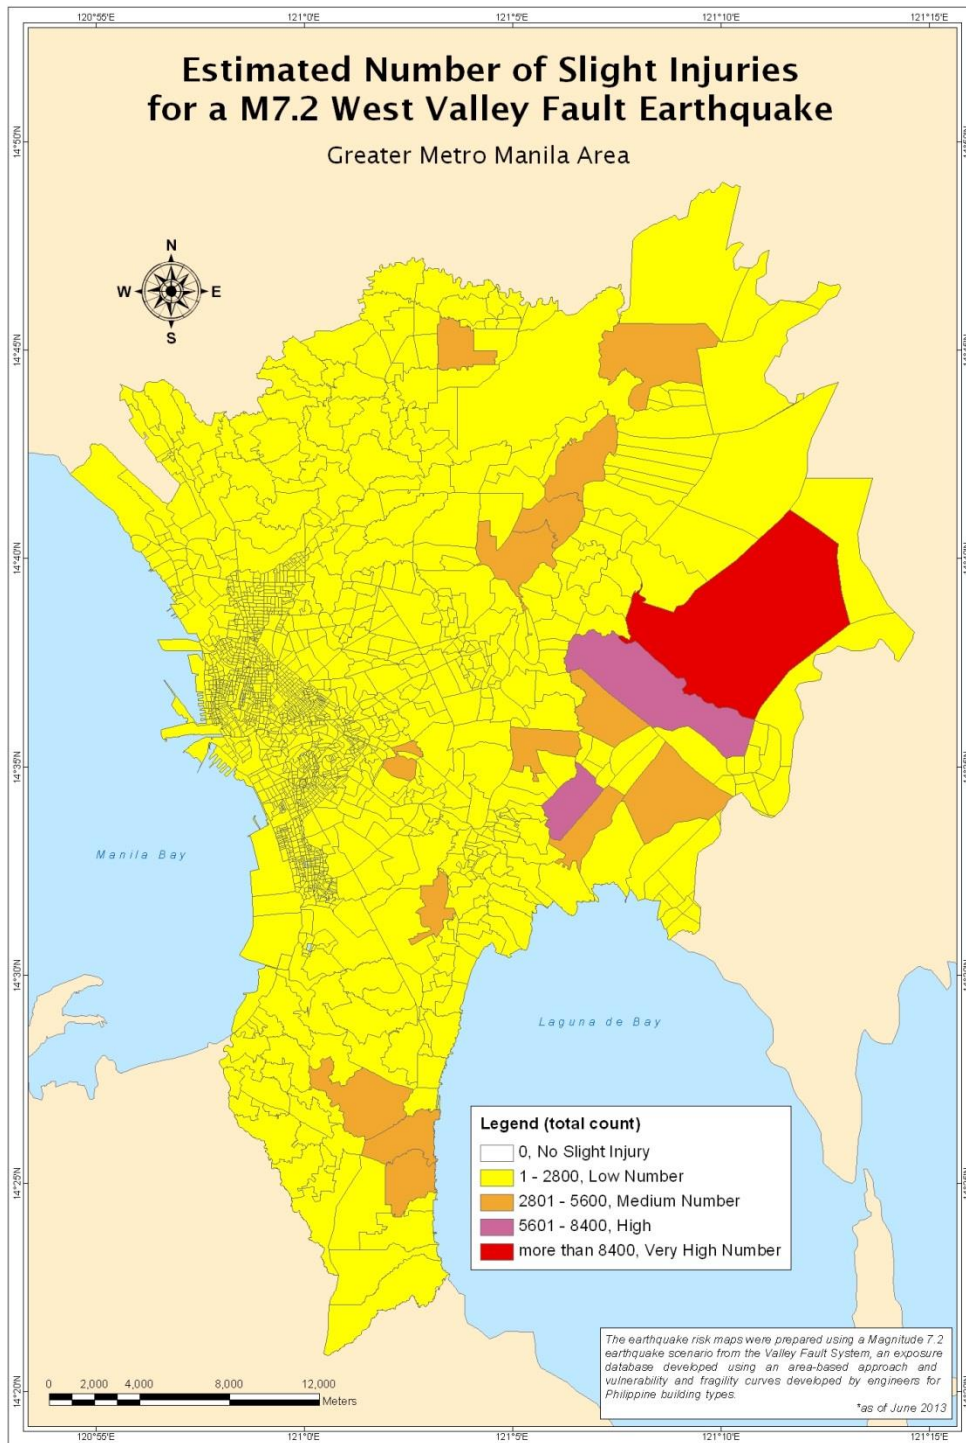 120°55'E 121°0'E 121°5'E 121°10'E 121°15'E
Estimated Number of Slight Injuries
for a M7.2 West Valley Fault Earthquake
Greater Metro Manila Area
14°50'N
N
W E
S
14°45'N
14°40'N
14°35'N
Manila Bay
14°30'N
Laguna de Bay
Legend (total count)
0, No Slight Injury
1 - 2800, Low Number
14°25'N
2801 - 5600, Medium Number
5601 - 8400, High
more than 8400, Very High Number
The earthquake risk maps were prepared using a Magnitude 7.2
earthquake scenario from the Valley Fault System, an exposure
database developed using an area-based approach and
vulnerability and fragility curves developed by engineers for
Philippine building types.
*as of June 2013
14°20'N
0 2,000 4,000 8,000 12,000
Meters
120°55'E 121°0'E 121°5'E 121°10'E 121°15'E